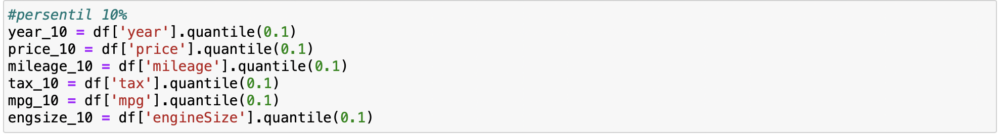 #persentil 10%
year_10 = df['year'].quantile(0.1)
price_10 = df['price'].quantile(0.1)
mileage_10 = df['mileage'].quantile(0.1)
tax_10 = df['tax'].quantile(0.1)
mpg_10 = df['mpg'].quantile(0.1)
engsize_10 = df['engineSize'].quantile(0.1)